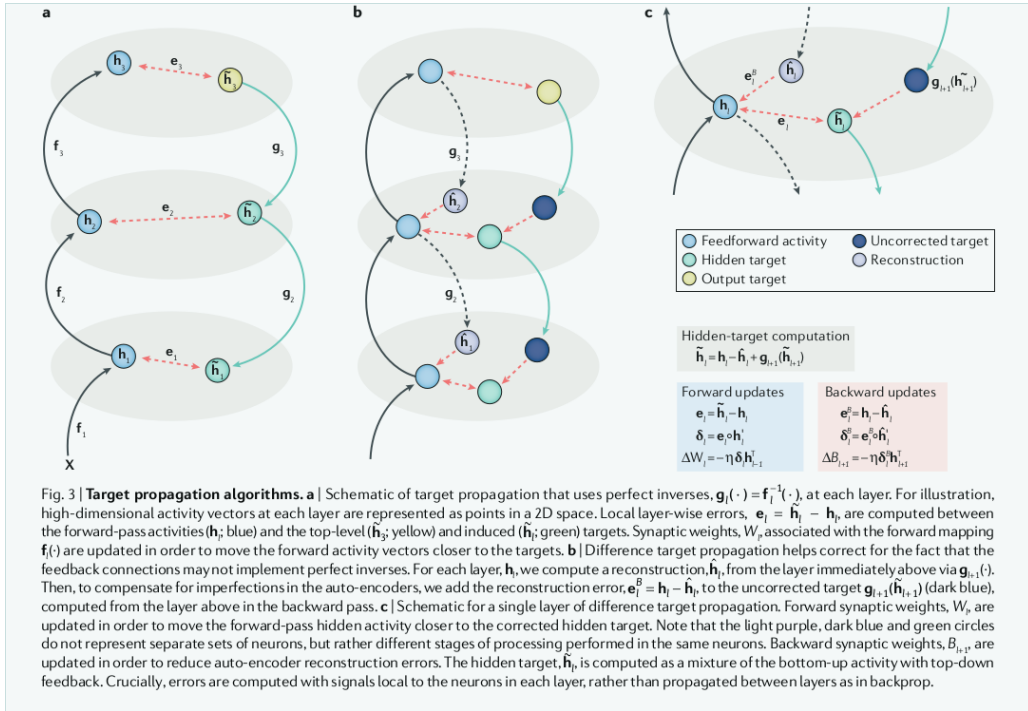 a
b
c
h₃
e₃
h̃₃
f₃
g₃
h₂
e₂
h̃₂
f₂
g₂
h₁
e₁
h̃₁
f₁
X
g₃
ĥ₂
g₂
ĥ₁
eₗᴮ
ĥₗ
gₗ₊₁(h̃ₗ₊₁)
hₗ
eₗ
h̃ₗ
Feedforward activity
Uncorrected target
Hidden target
Reconstruction
Output target
Hidden-target computation
h̃ₗ = hₗ – ĥₗ + gₗ₊₁(h̃ₗ₊₁)
Forward updates
eₗ = h̃ₗ – hₗ
δₗ = eₗ∘h'ₗ
ΔWₗ = –ηδₗhᵀₗ₋₁
Backward updates
eₗᴮ = hₗ – ĥₗ
δₗᴮ = eₗᴮ∘ĥ'ₗ
ΔBₗ₊₁ = –ηδₗᴮhᵀₗ₊₁
Fig. 3 | Target propagation algorithms. a | Schematic of target propagation that uses perfect inverses, gₗ(·) = fₗ⁻¹(·), at each layer. For illustration,
high-dimensional activity vectors at each layer are represented as points in a 2D space. Local layer-wise errors, eₗ = h̃ₗ – hₗ, are computed between
the forward-pass activities (hₗ; blue) and the top-level (h̃₃; yellow) and induced (h̃ₗ; green) targets. Synaptic weights, Wₗ, associated with the forward mapping
fₗ(·) are updated in order to move the forward activity vectors closer to the targets. b | Difference target propagation helps correct for the fact that the
feedback connections may not implement perfect inverses. For each layer, hₗ, we compute a reconstruction, ĥₗ, from the layer immediately above via gₗ₊₁(·).
Then, to compensate for imperfections in the auto-encoders, we add the reconstruction error, eₗᴮ = hₗ – ĥₗ, to the uncorrected target gₗ₊₁(h̃ₗ₊₁) (dark blue),
computed from the layer above in the backward pass. c | Schematic for a single layer of difference target propagation. Forward synaptic weights, Wₗ, are
updated in order to move the forward-pass hidden activity closer to the corrected hidden target. Note that the light purple, dark blue and green circles
do not represent separate sets of neurons, but rather different stages of processing performed in the same neurons. Backward synaptic weights, Bₗ₊₁, are
updated in order to reduce auto-encoder reconstruction errors. The hidden target, h̃ₗ, is computed as a mixture of the bottom-up activity with top-down
feedback. Crucially, errors are computed with signals local to the neurons in each layer, rather than propagated between layers as in backprop.